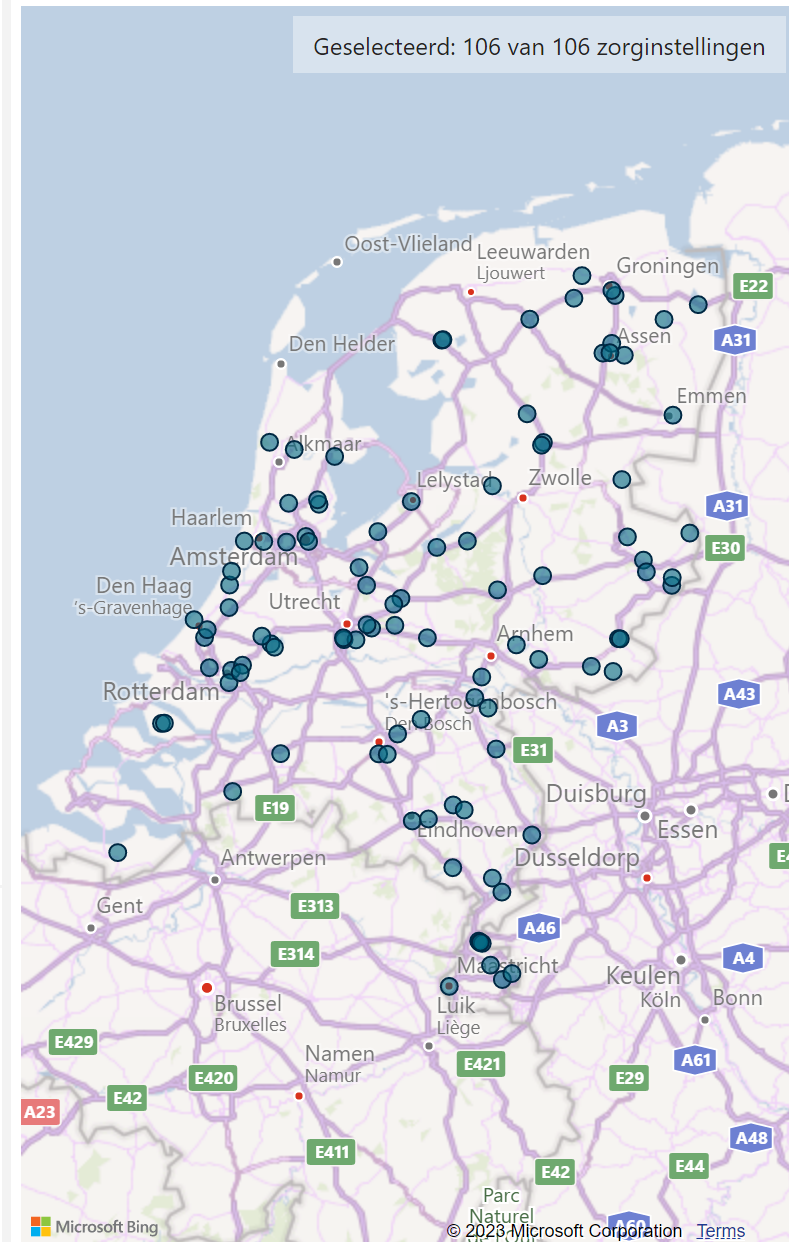 Geselecteerd: 106 van 106 zorginstellingen
Oost-Vlieland
Leeuwarden
Ljouwert
Groningen
E22
Den Helder
Assen
A31
Emmen
Alkmaar
Lelystad
Zwolle
Haarlem
A31
Amsterdam
E30
Den Haag
's-Gravenhage
Utrecht
Arnhem
Rotterdam
's-Hertogenbosch
Den Bosch
A43
A3
E31
Duisburg
E19
Essen
Eindhoven
Dusseldorp
Antwerpen
Gent
E313
A46
E314
Maastricht
A4
Keulen
Köln
Bonn
Luik
Liège
Brussel
Bruxelles
E429
Namen
Namur
E421
A61
E420
E29
E42
A23
A48
E411
E42
E44
Parc
Naturel
Microsoft Bing
© 2023 Microsoft Corporation Terms